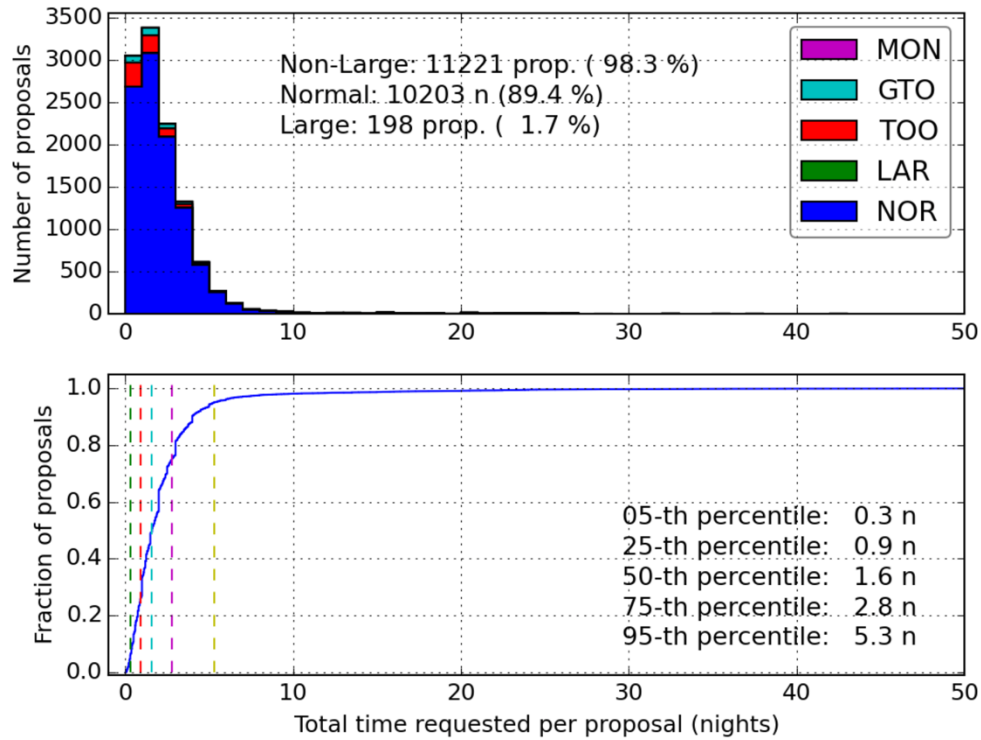 3500
3000
2500
2000
1500
1000
500
0
Number of proposals
Non-Large: 11221 prop. ( 98.3 %)
Normal: 10203 n (89.4 %)
Large: 198 prop. (  1.7 %)
MON
GTO
TOO
LAR
NOR
0 10 20 30 40 50
1.0
0.8
0.6
0.4
0.2
0.0
Fraction of proposals
05-th percentile: 0.3 n
25-th percentile: 0.9 n
50-th percentile: 1.6 n
75-th percentile: 2.8 n
95-th percentile: 5.3 n
0 10 20 30 40 50
Total time requested per proposal (nights)